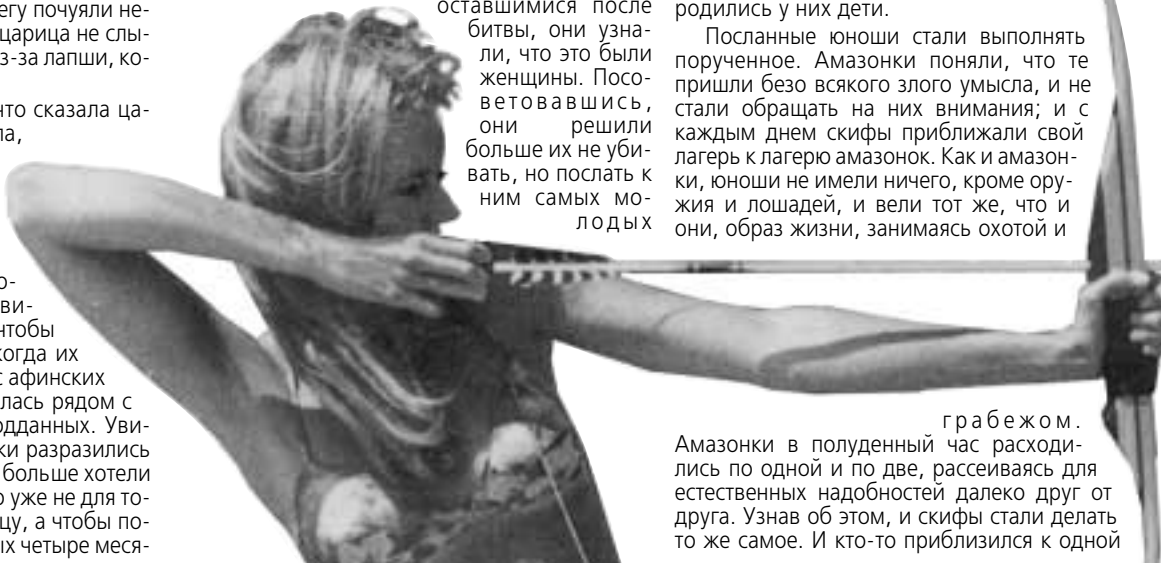 егу почуяли не-
царица не слы-
з-за лапши, ко-
что сказала ца-
ла,
о-
ви-
чтобы
когда их
с афинских
лась рядом с
одданных. Уви-
ки разразились
больше хотели
о уже не для то-
цу, а чтобы по-
ых четыре меся-
оставшимися после
битвы, они узна-
ли, что это были
женщины. Посо-
ветовавшись,
они решили
больше их не уби-
вать, но послать к
ним самых мо-
лодых
родились у них дети.
Посланные юноши стали выполнять
порученное. Амазонки поняли, что те
пришли безо всякого злого умысла, и не
стали обращать на них внимания; и с
каждым днем скифы приближали свой
лагерь к лагерю амазонок. Как и амазон-
ки, юноши не имели ничего, кроме ору-
жия и лошадей, и вели тот же, что и
они, образ жизни, занимаясь охотой и
грабежом.
Амазонки в полуденный час расходи-
лись по одной и по две, рассеиваясь для
естественных надобностей далеко друг от
друга. Узнав об этом, и скифы стали делать
то же самое. И кто-то приблизился к одной